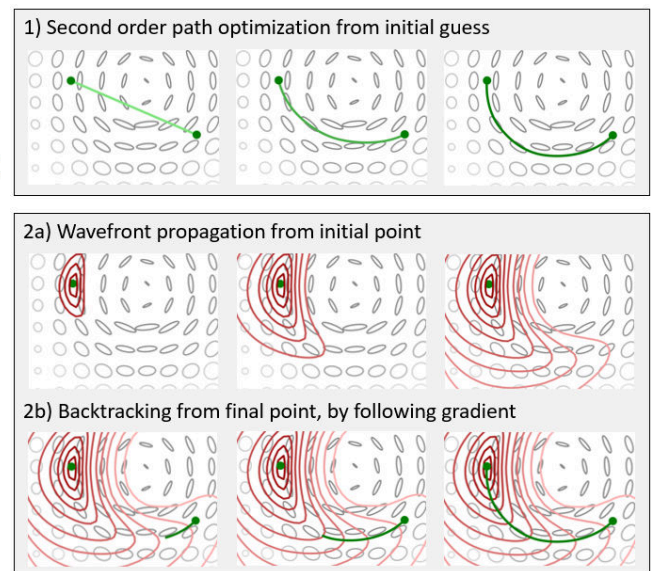 1) Second order path optimization from initial guess
2a) Wavefront propagation from initial point
2b) Backtracking from final point, by following gradient